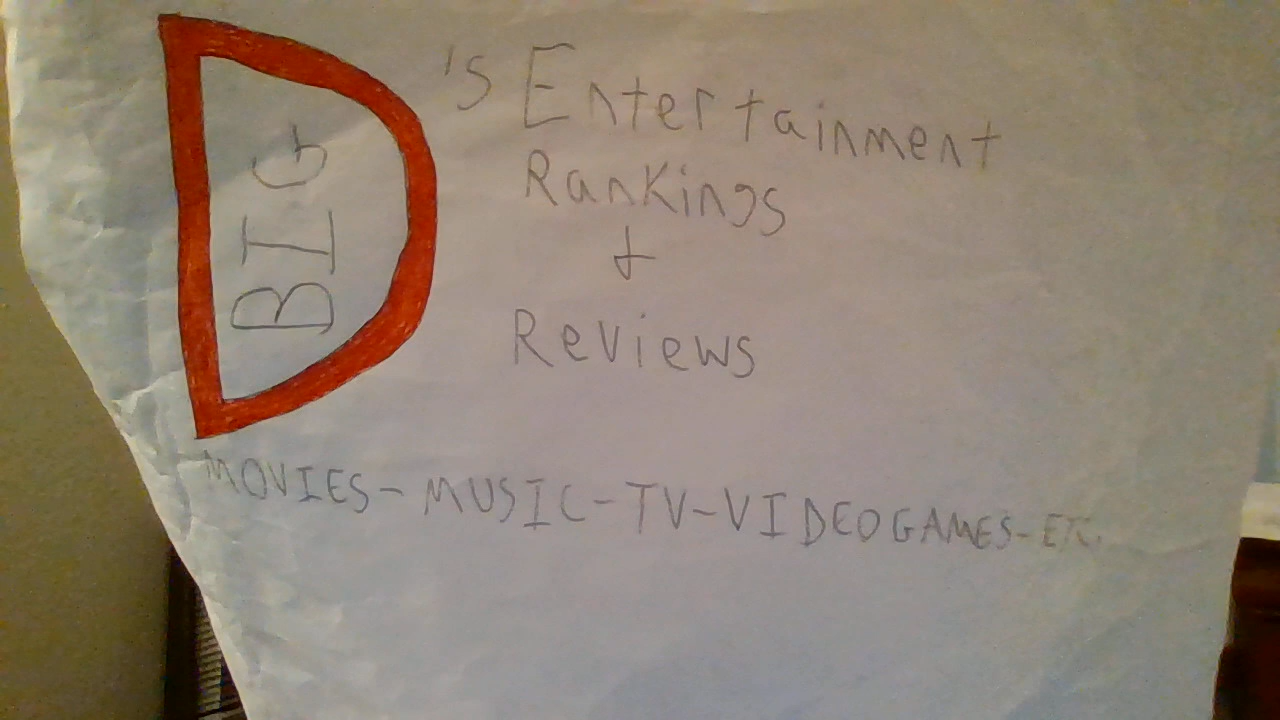 BIG D's Entertainment
Rankings
+
Reviews
MOVIES-MUSIC-TV-VIDEOGAMES-ETC.